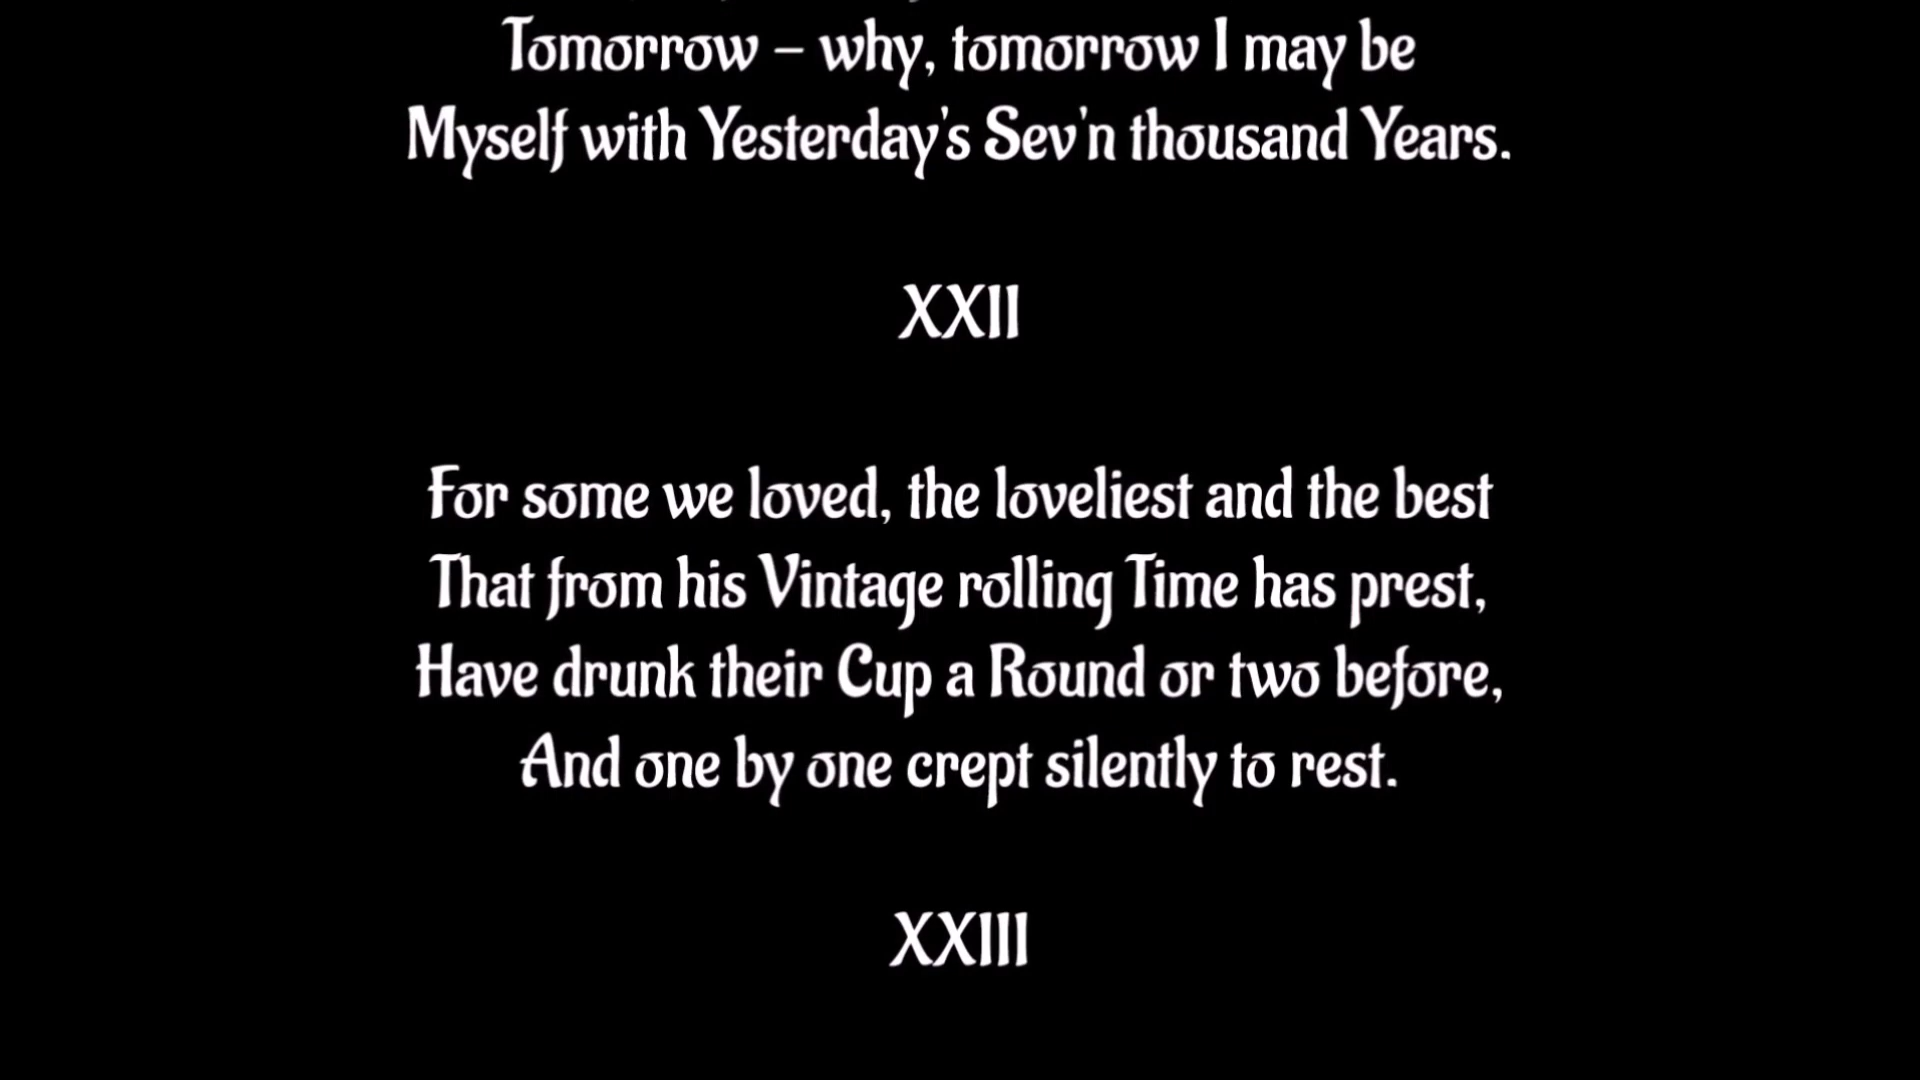 Tomorrow – why, tomorrow I may be
Myself with Yesterday's Sev'n thousand Years.
XXII
For some we loved, the loveliest and the best
That from his Vintage rolling Time has prest,
Have drunk their Cup a Round or two before,
And one by one crept silently to rest.
XXIII